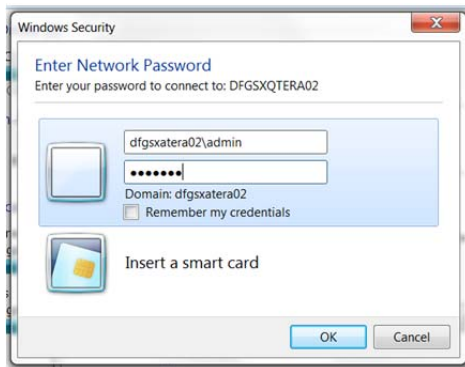 Windows Security
Enter Network Password
Enter your password to connect to: DFGSXQTERA02
dfgsxatera02\admin
•••••••
Domain: dfgsxatera02
Remember my credentials
Insert a smart card
OK
Cancel